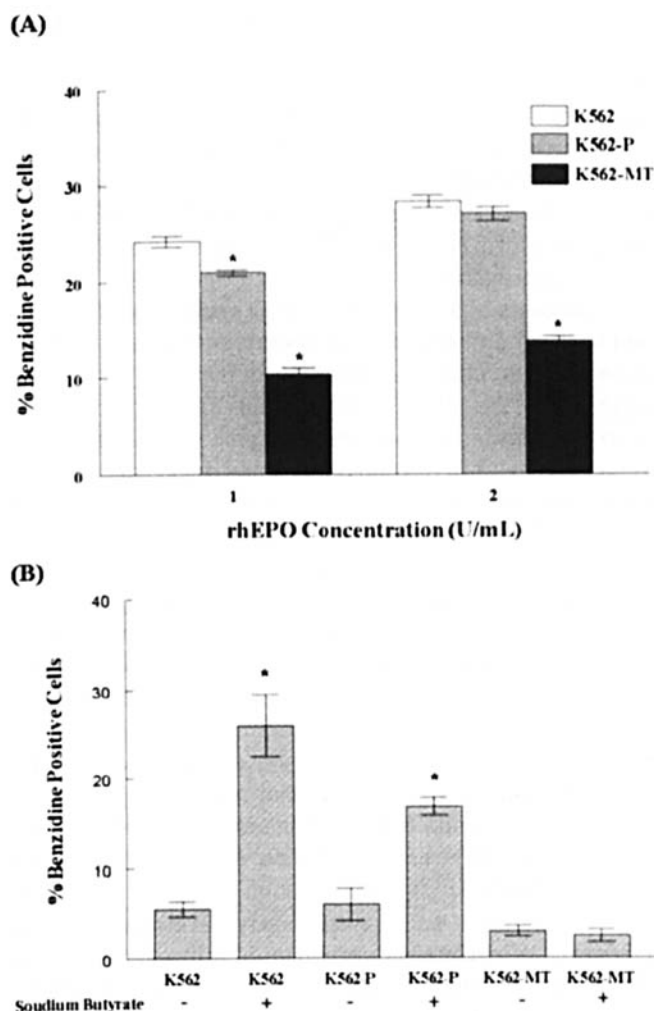 (A)
40
30
20
10
0
% Benzidine Positive Cells
K562
K562-P
K562-MT
*
*
*
1
2
rhEPO Concentration (U/mL)
(B)
40
30
20
10
0
% Benzidine Positive Cells
*
*
K562 K562 K562 P K562-P K562-MT K562-MT
Soudium Butyrate - + - + - +